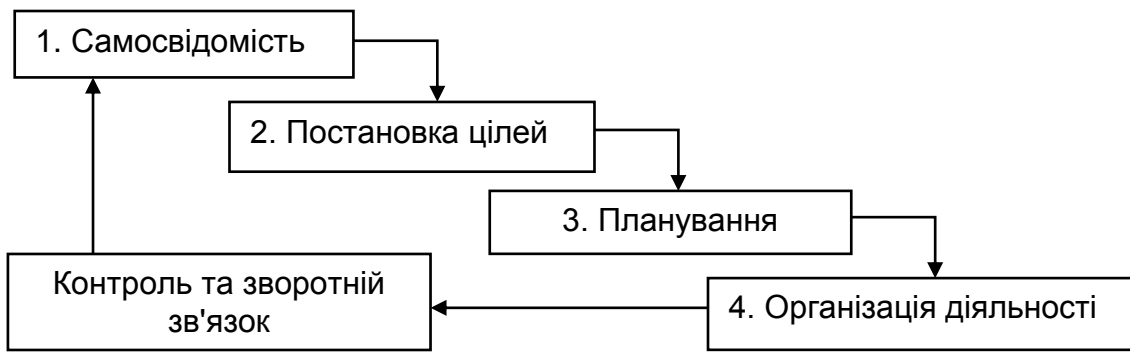 1. Самосвідомість
2. Постановка цілей
3. Планування
Контроль та зворотній
зв'язок
4. Організація діяльності